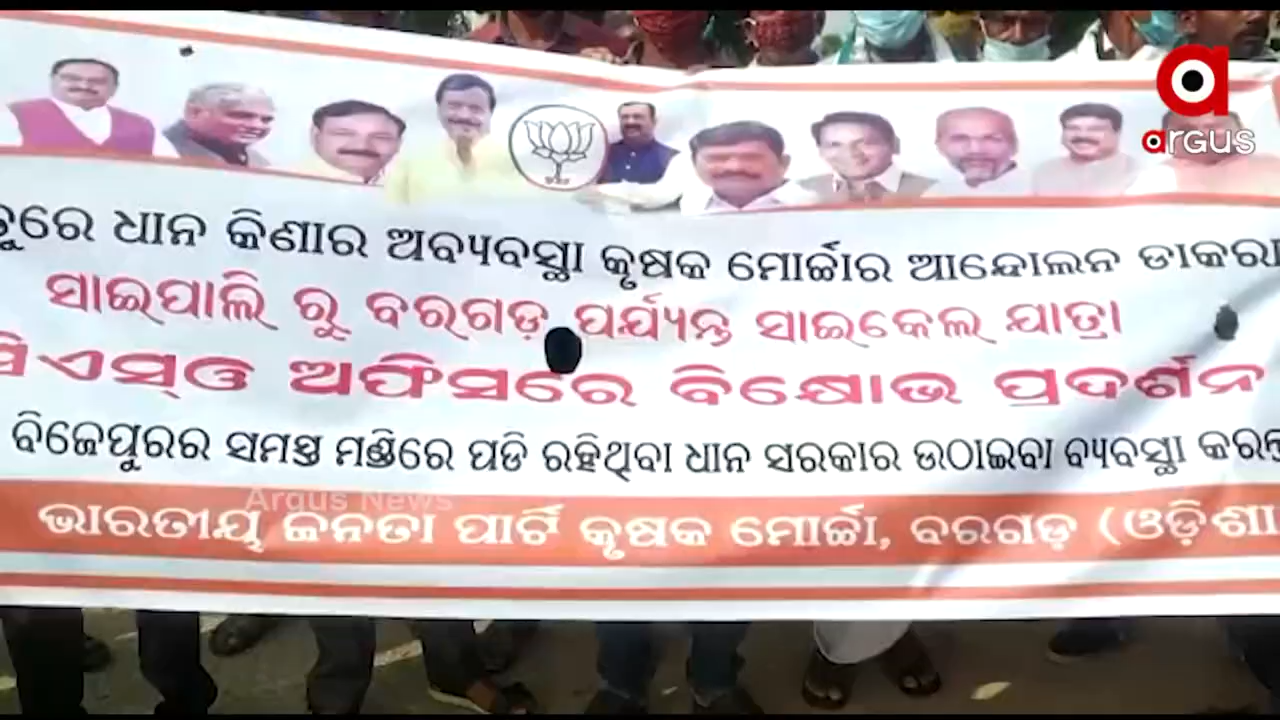 argus
ଧାନ କିଣାର ଅବ୍ୟବସ୍ଥା କୃଷକ ମୋର୍ଚ୍ଚାର ଆନ୍ଦୋଳନ ଡାକରା
ସାଇପାଲି ରୁ ବରଗଡ଼ ପର୍ଯ୍ୟନ୍ତ ସାଇକେଲ ଯାତ୍ରା
ସିଏସ୍ଓ ଅଫିସରେ ବିକ୍ଷୋଭ ପ୍ରଦର୍ଶନ
ବିଜେପୁରର ସମସ୍ତ ମଣ୍ଡିରେ ପଡି ରହିଥିବା ଧାନ ସରକାର ଉଠାଇବା ବ୍ୟବସ୍ଥା
Argus News
ଭାରତୀୟ ଜନତା ପାର୍ଟି କୃଷକ ମୋର୍ଚ୍ଚା, ବରଗଡ଼ (ଓଡ଼ିଶା